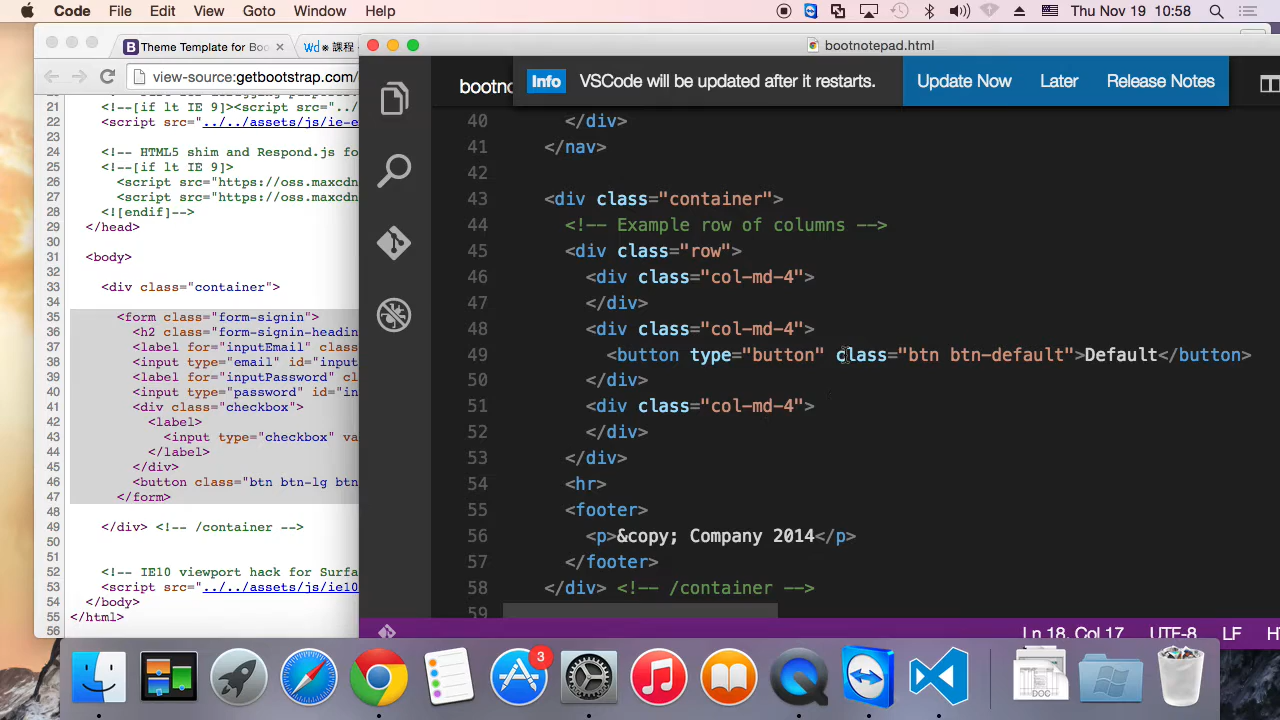 Code File Edit View Goto Window Help Thu Nov 19 10:58
Theme Template for Boo
Wd ※ 課程
view-source:getbootstrap.com/
21 <!--[if lt IE 9]><script src="../
22 <script src="../../assets/js/ie-e
23
24 <!-- HTML5 shim and Respond.js fo
25 <!--[if lt IE 9]>
26 <script src="https://oss.maxcdn
27 <script src="https://oss.maxcdn
28 <![endif]-->
29 </head>
30
31 <body>
32
33 <div class="container">
34
35 <form class="form-signin">
36 <h2 class="form-signin-headin
37 <label for="inputEmail" class
38 <input type="email" id="input
39 <label for="inputPassword" cl
40 <input type="password" id="in
41 <div class="checkbox">
42 <label>
43 <input type="checkbox" va
44 </label>
45 </div>
46 <button class="btn btn-lg btn
47 </form>
48
49 </div> <!-- /container -->
50
51
52 <!-- IE10 viewport hack for Surfa
53 <script src="../../assets/js/ie10
54 </body>
55 </html>
56
bootnotepad.html
bootno
Info VSCode will be updated after it restarts. Update Now Later Release Notes
40 </div>
41 </nav>
42
43 <div class="container">
44 <!-- Example row of columns -->
45 <div class="row">
46 <div class="col-md-4">
47 </div>
48 <div class="col-md-4">
49 <button type="button" class="btn btn-default">Default</button>
50 </div>
51 <div class="col-md-4">
52 </div>
53 </div>
54 <hr>
55 <footer>
56 <p>&copy; Company 2014</p>
57 </footer>
58 </div> <!-- /container -->
59
Ln 18, Col 17 UTF-8 LF HT
3
DOC